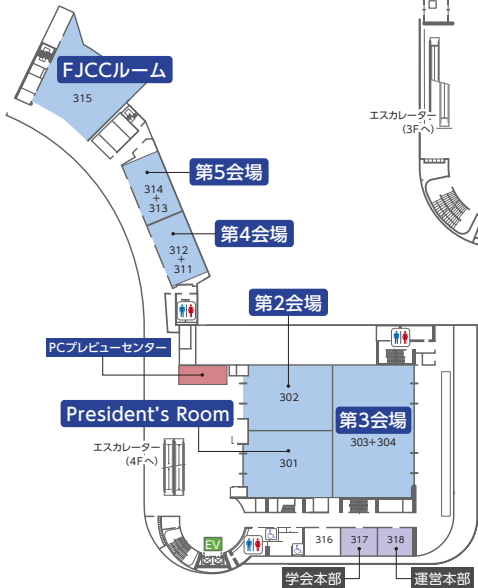 FJCCルーム
315
エスカレーター
(3Fへ)
第5会場
314
+
313
第4会場
312
+
311
第2会場
PCプレビューセンター
302
President's Room
第3会場
303+304
エスカレーター
(4Fへ)
301
EV
316
317
318
学会本部
運営本部